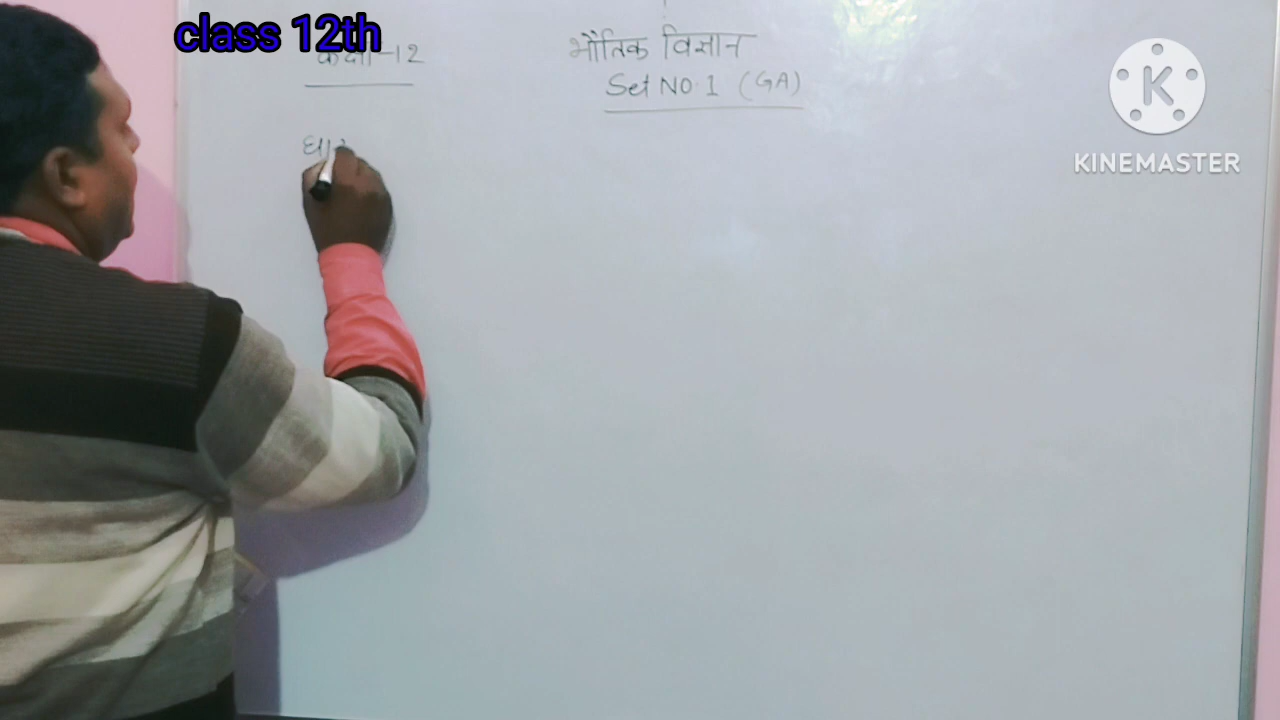 class 12th
कक्षा-12
भौतिक विज्ञान
Set NO. 1 (GA)
KINEMASTER